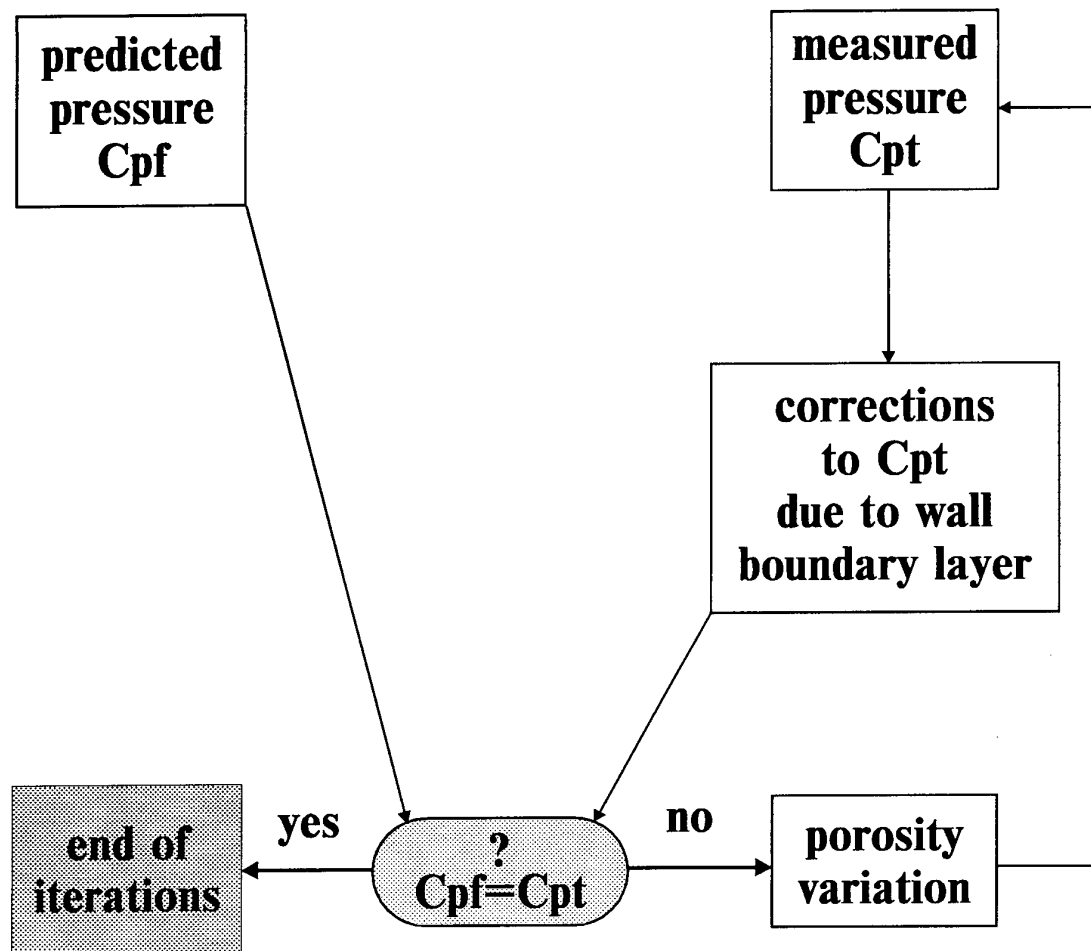 predicted
pressure
Cpf
measured
pressure
Cpt
corrections
to Cpt
due to wall
boundary layer
end of
iterations
yes
?
Cpf=Cpt
no
porosity
variation